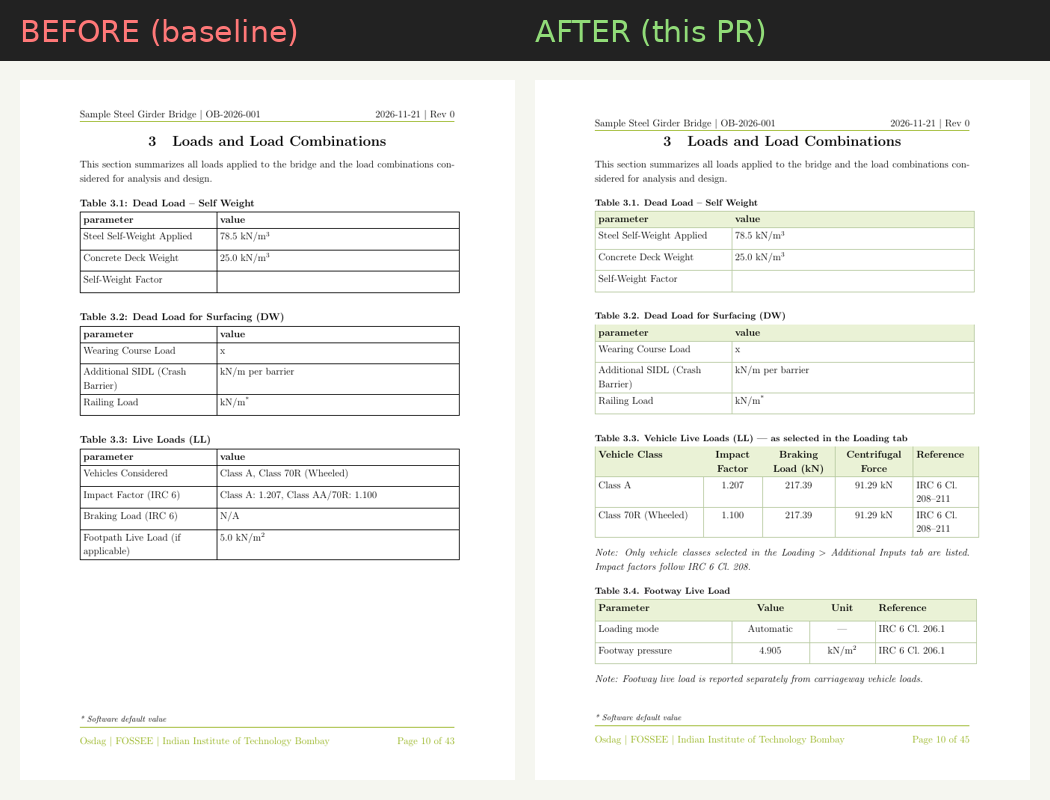 BEFORE (baseline)
AFTER (this PR)
Sample Steel Girder Bridge | OB-2026-001 2026-11-21 | Rev 0
3 Loads and Load Combinations
This section summarizes all loads applied to the bridge and the load combinations con-
sidered for analysis and design.
Table 3.1: Dead Load – Self Weight
parameter value
Steel Self-Weight Applied 78.5 kN/m³
Concrete Deck Weight 25.0 kN/m³
Self-Weight Factor
Table 3.2: Dead Load for Surfacing (DW)
parameter value
Wearing Course Load x
Additional SIDL (Crash kN/m per barrier
Barrier)
Railing Load kN/m*
Table 3.3: Live Loads (LL)
parameter value
Vehicles Considered Class A, Class 70R (Wheeled)
Impact Factor (IRC 6) Class A: 1.207, Class AA/70R: 1.100
Braking Load (IRC 6) N/A
Footpath Live Load (if 5.0 kN/m²
applicable)
* Software default value
Osdag | FOSSEE | Indian Institute of Technology Bombay Page 10 of 43
Sample Steel Girder Bridge | OB-2026-001 2026-11-21 | Rev 0
3 Loads and Load Combinations
This section summarizes all loads applied to the bridge and the load combinations con-
sidered for analysis and design.
Table 3.1. Dead Load – Self Weight
parameter value
Steel Self-Weight Applied 78.5 kN/m³
Concrete Deck Weight 25.0 kN/m³
Self-Weight Factor
Table 3.2. Dead Load for Surfacing (DW)
parameter value
Wearing Course Load x
Additional SIDL (Crash kN/m per barrier
Barrier)
Railing Load kN/m*
Table 3.3. Vehicle Live Loads (LL) — as selected in the Loading tab
Vehicle Class Impact Braking Centrifugal Reference
Factor Load (kN) Force
Class A 1.207 217.39 91.29 kN IRC 6 Cl.
208–211
Class 70R (Wheeled) 1.100 217.39 91.29 kN IRC 6 Cl.
208–211
Note: Only vehicle classes selected in the Loading > Additional Inputs tab are listed.
Impact factors follow IRC 6 Cl. 208.
Table 3.4. Footway Live Load
Parameter Value Unit Reference
Loading mode Automatic — IRC 6 Cl. 206.1
Footway pressure 4.905 kN/m² IRC 6 Cl. 206.1
Note: Footway live load is reported separately from carriageway vehicle loads.
* Software default value
Osdag | FOSSEE | Indian Institute of Technology Bombay Page 10 of 45